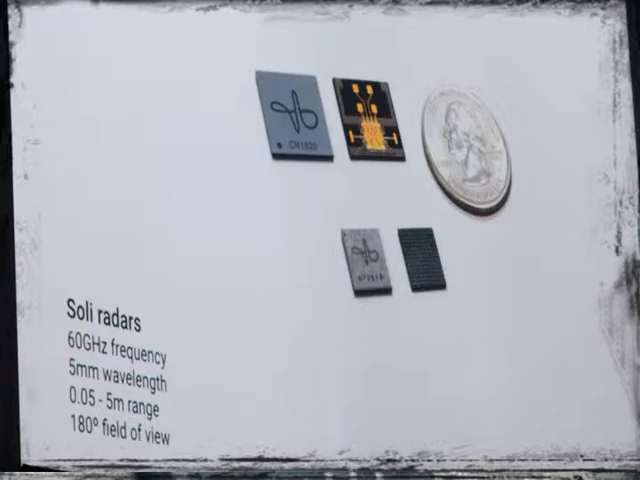 Soli radars
60GHz frequency
5mm wavelength
0.05 - 5m range
180º field of view